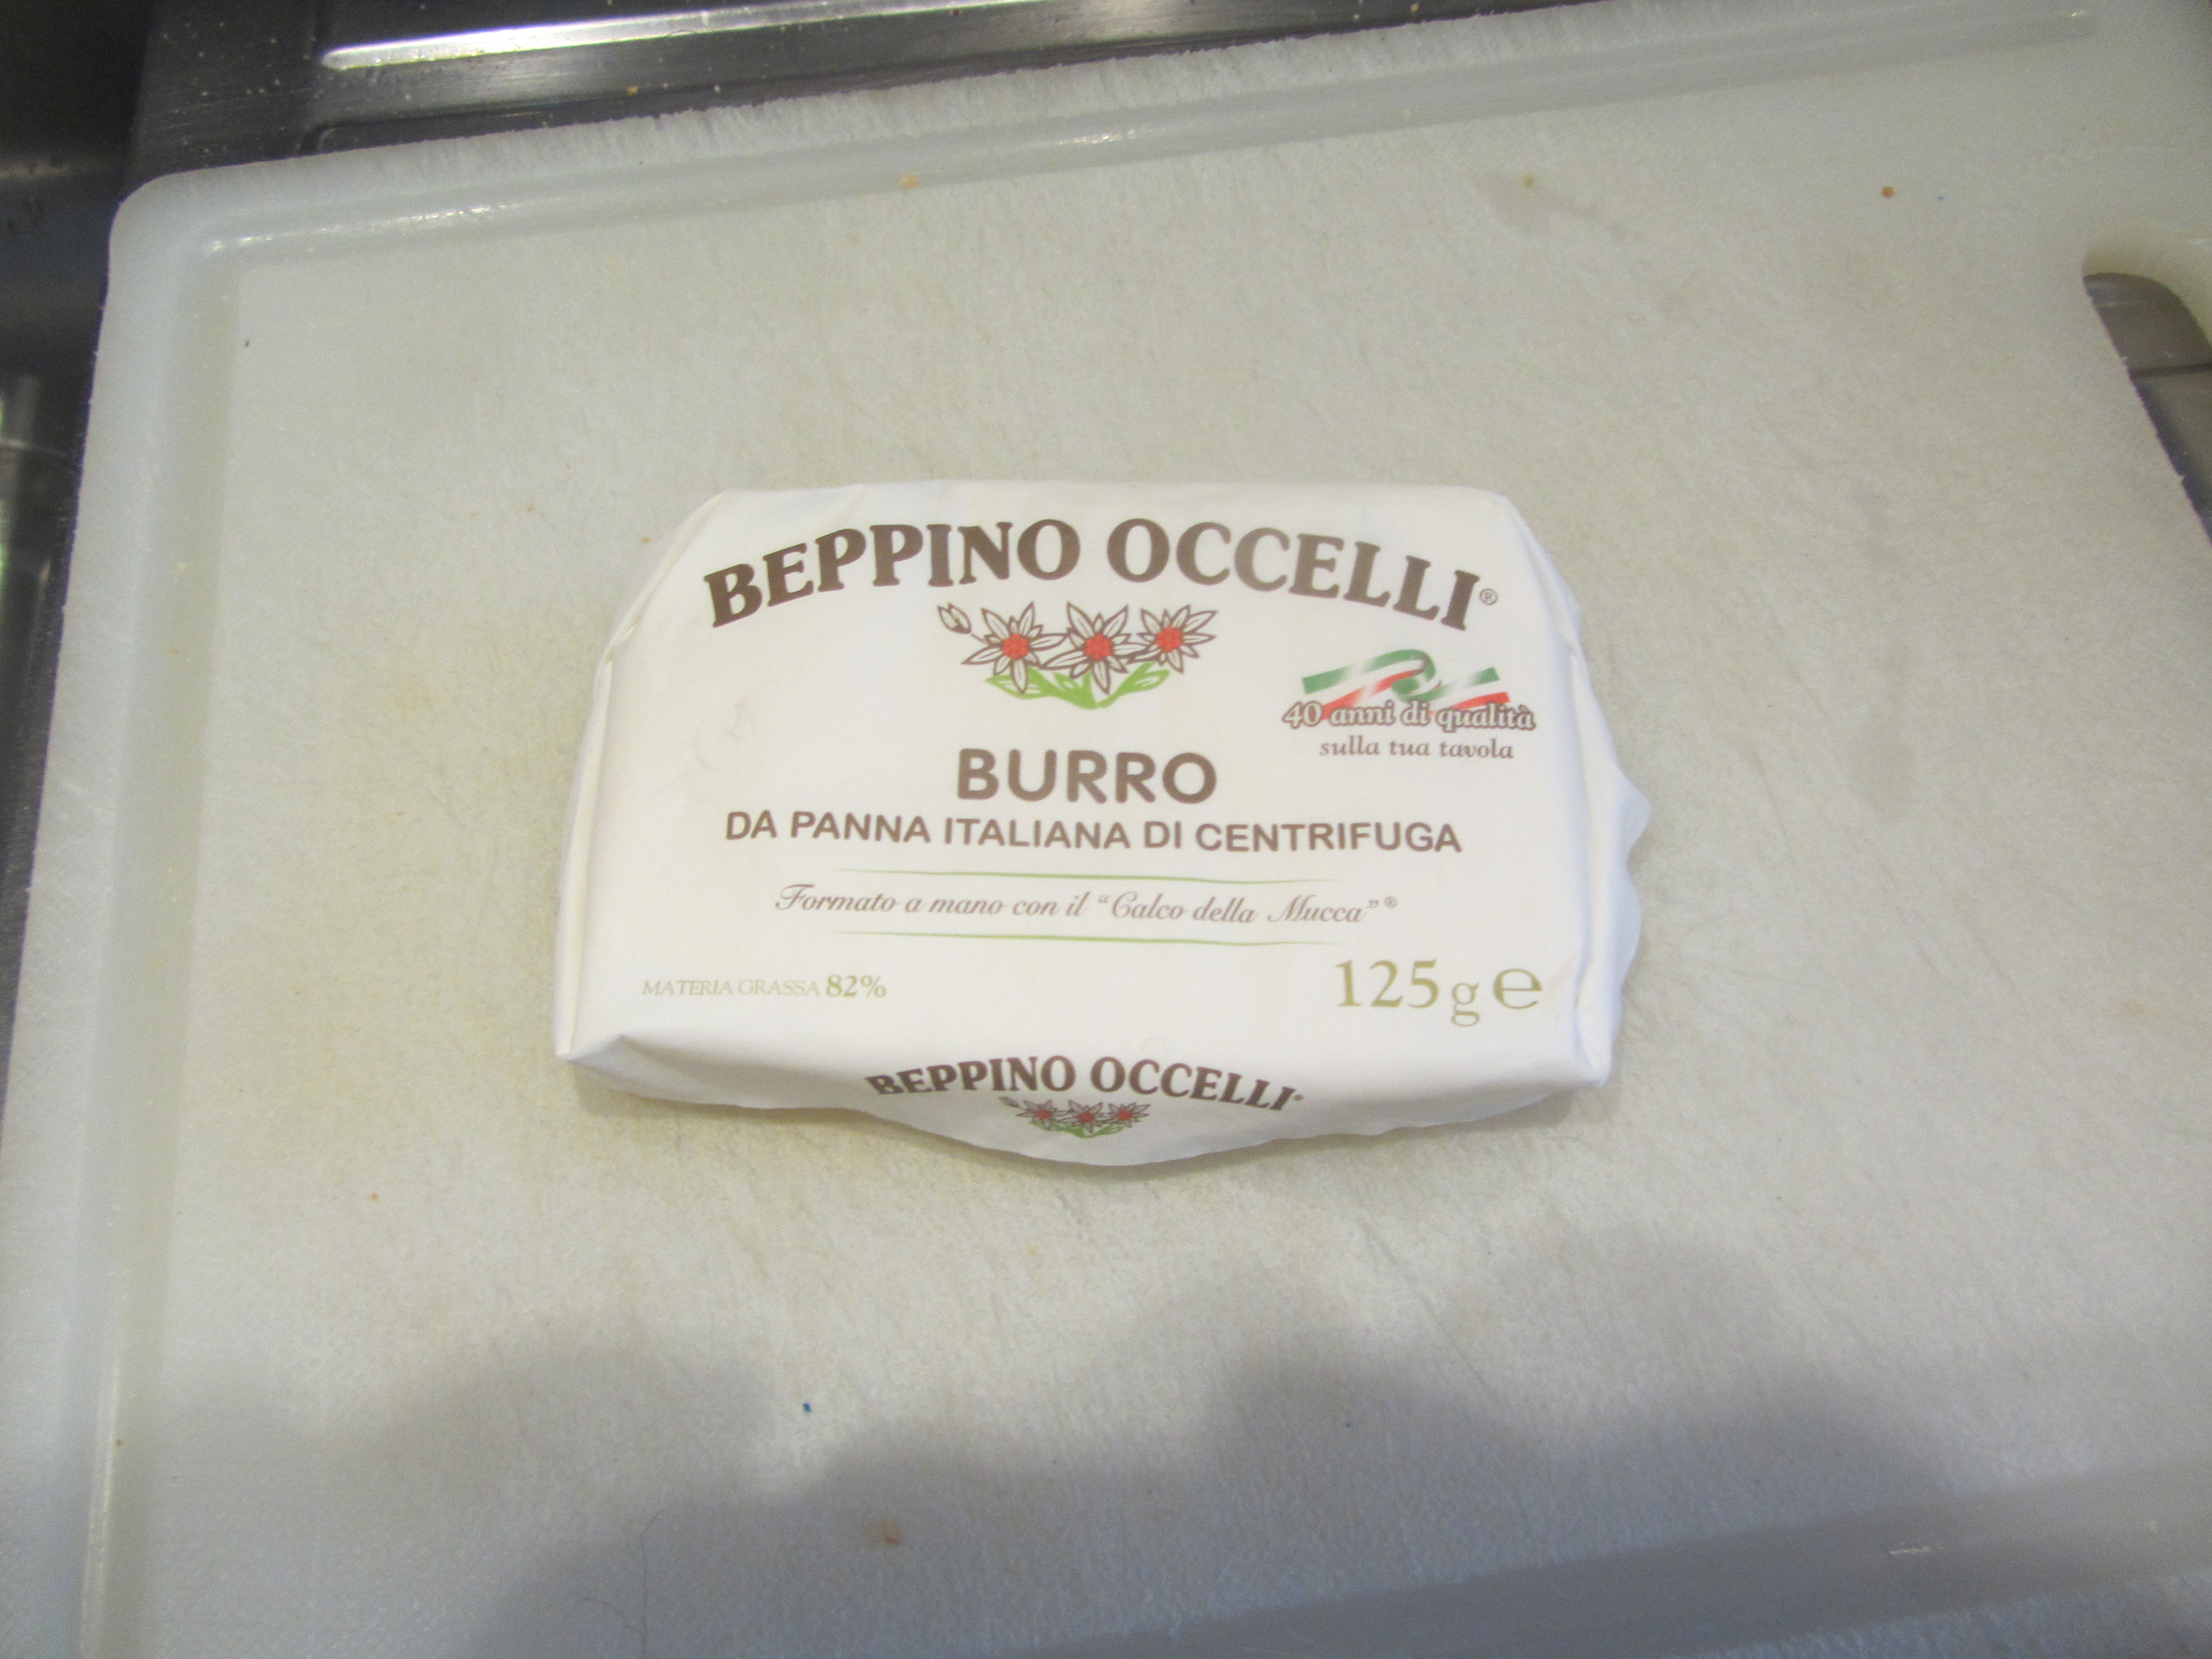 BEPPINO OCCELLI®
40 anni di qualità
sulla tua tavola
BURRO
DA PANNA ITALIANA DI CENTRIFUGA
Formato a mano con il “Calco della Mucca”®
MATERIA GRASSA 82%
125g ℮
BEPPINO OCCELLI®